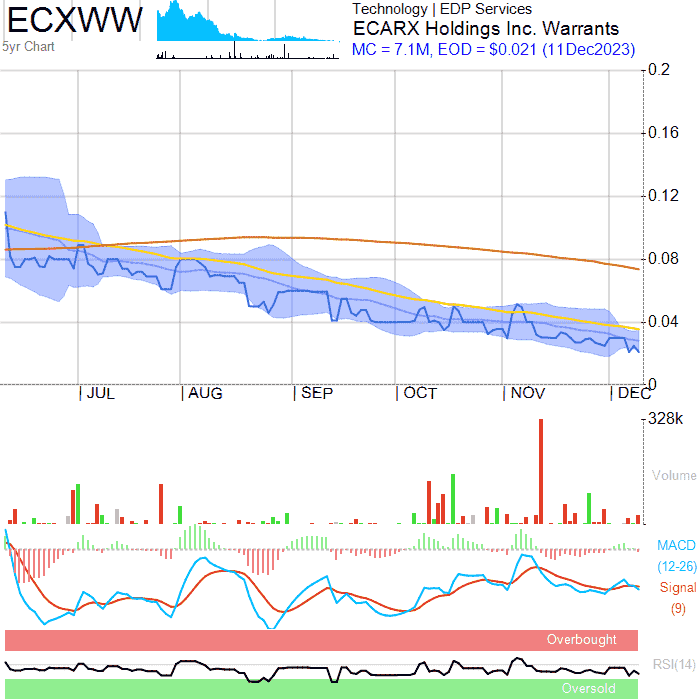 ECXWW
5yr Chart
Technology | EDP Services
ECARX Holdings Inc. Warrants
MC = 7.1M, EOD = $0.021 (11Dec2023)
0.2
0.16
0.12
0.08
0.04
0
JUL AUG SEP OCT NOV DEC
328k
Volume
MACD
(12-26)
Signal
(9)
Overbought
RSI(14)
Oversold